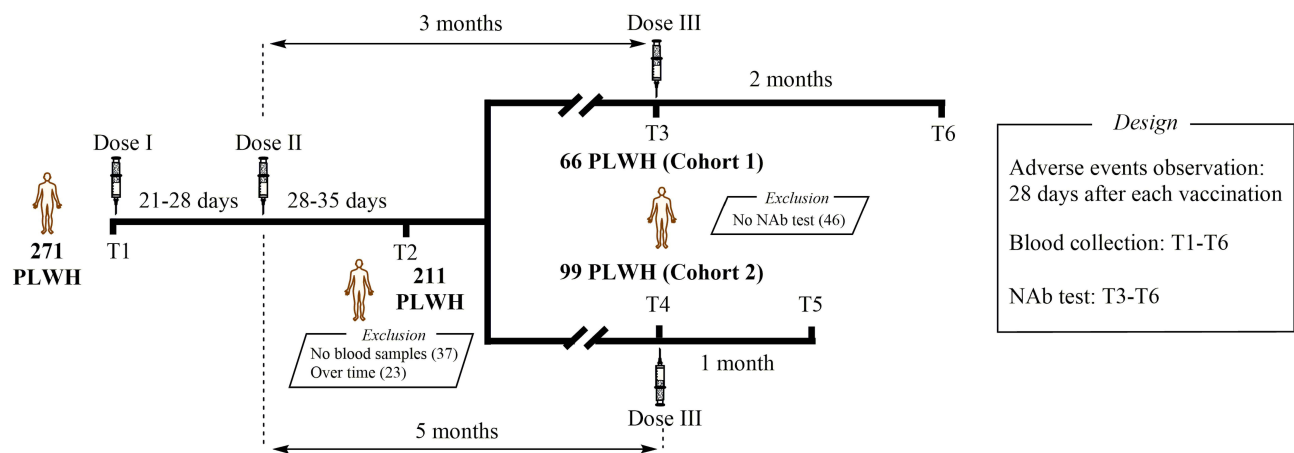 3 months
Dose III
2 months
T3
T6
Dose I
Dose II
21-28 days
28-35 days
T1
T2
271
PLWH
211
PLWH
Exclusion
No blood samples (37)
Over time (23)
66 PLWH (Cohort 1)
Exclusion
No NAb test (46)
99 PLWH (Cohort 2)
T4
T5
1 month
Dose III
5 months
Design
Adverse events observation:
28 days after each vaccination
Blood collection: T1-T6
NAb test: T3-T6